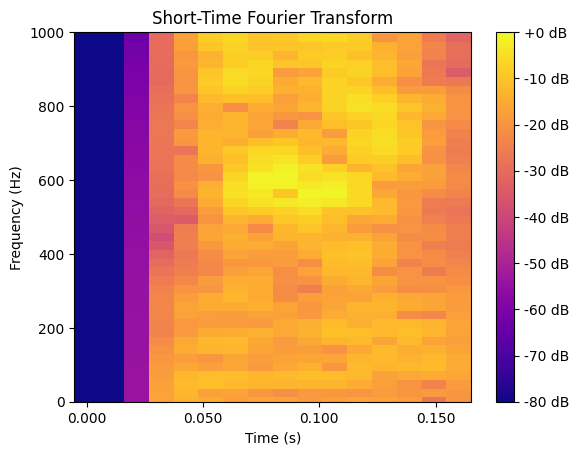 Short-Time Fourier Transform
Frequency (Hz)
1000
800
600
400
200
0
0.000
0.050
0.100
0.150
Time (s)
+0 dB
-10 dB
-20 dB
-30 dB
-40 dB
-50 dB
-60 dB
-70 dB
-80 dB